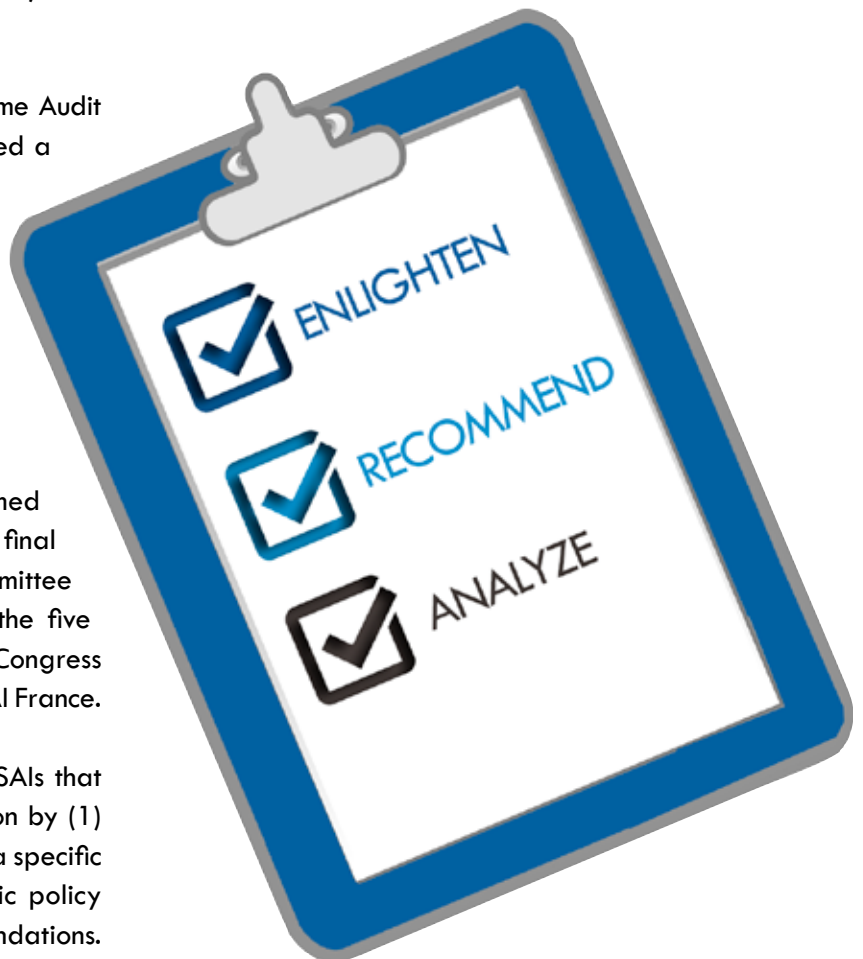 me Audit
ed a
ned
final
mittee
the five
Congress
AI France.
SAIs that
on by (1)
a specific
ic policy
ndations.
ENLIGHTEN
RECOMMEND
ANALYZE